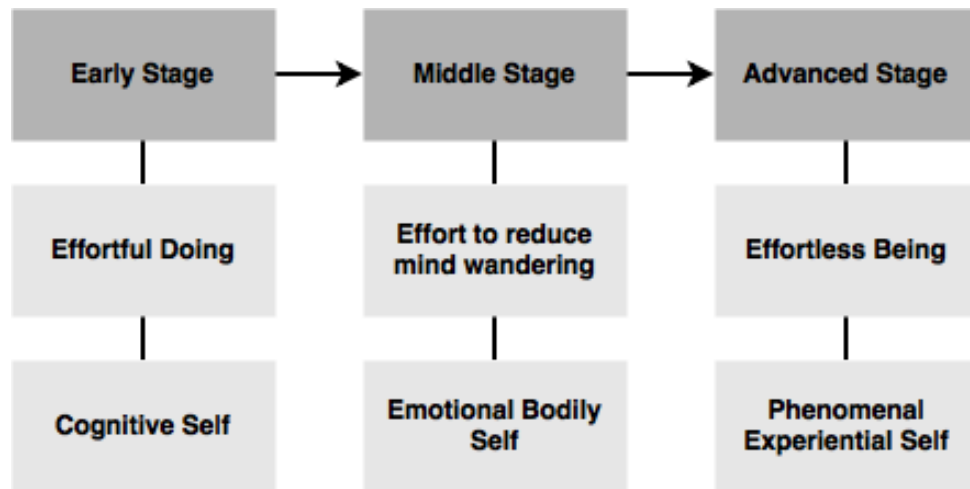 Early Stage
Middle Stage
Advanced Stage
Effortful Doing
Effort to reduce
mind wandering
Effortless Being
Cognitive Self
Emotional Bodily
Self
Phenomenal
Experiential Self